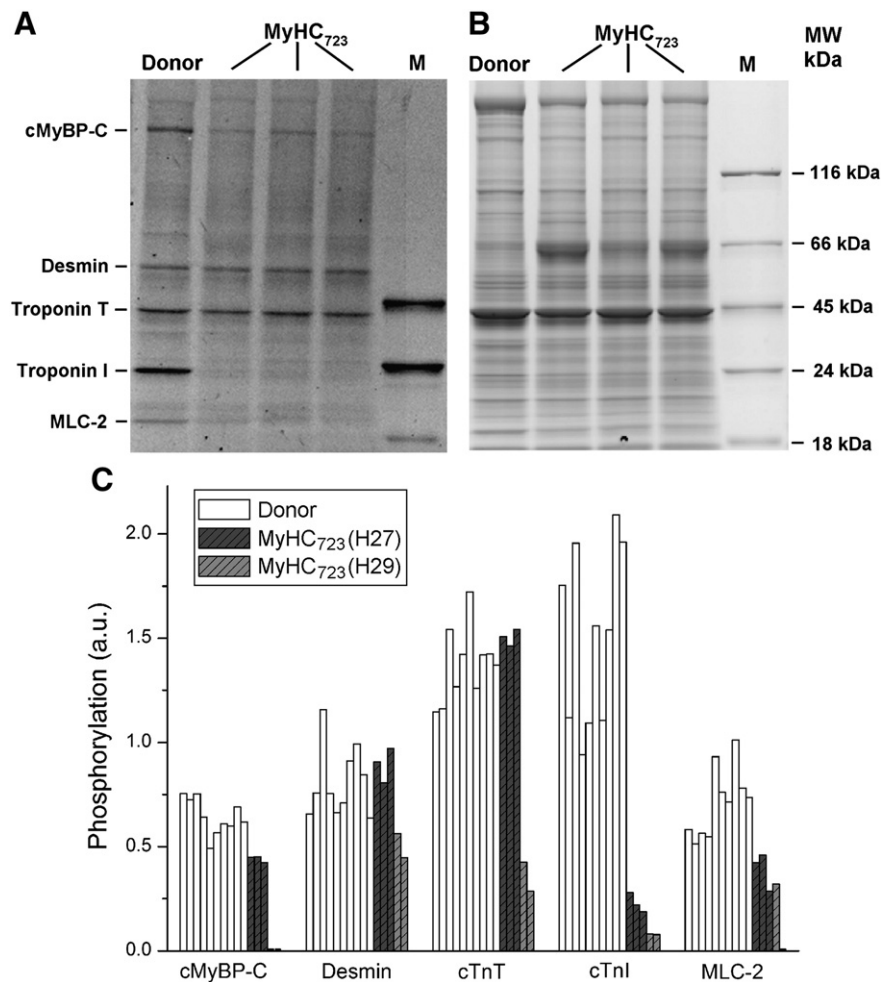 A
MyHC723
Donor
M
cMyBP-C
Desmin
Troponin T
Troponin I
MLC-2
B
MyHC723
Donor
M
MW
kDa
116 kDa
66 kDa
45 kDa
24 kDa
18 kDa
C
Donor
MyHC723(H27)
MyHC723(H29)
Phosphorylation (a.u.)
2.0
1.5
1.0
0.5
0.0
cMyBP-C
Desmin
cTnT
cTnI
MLC-2